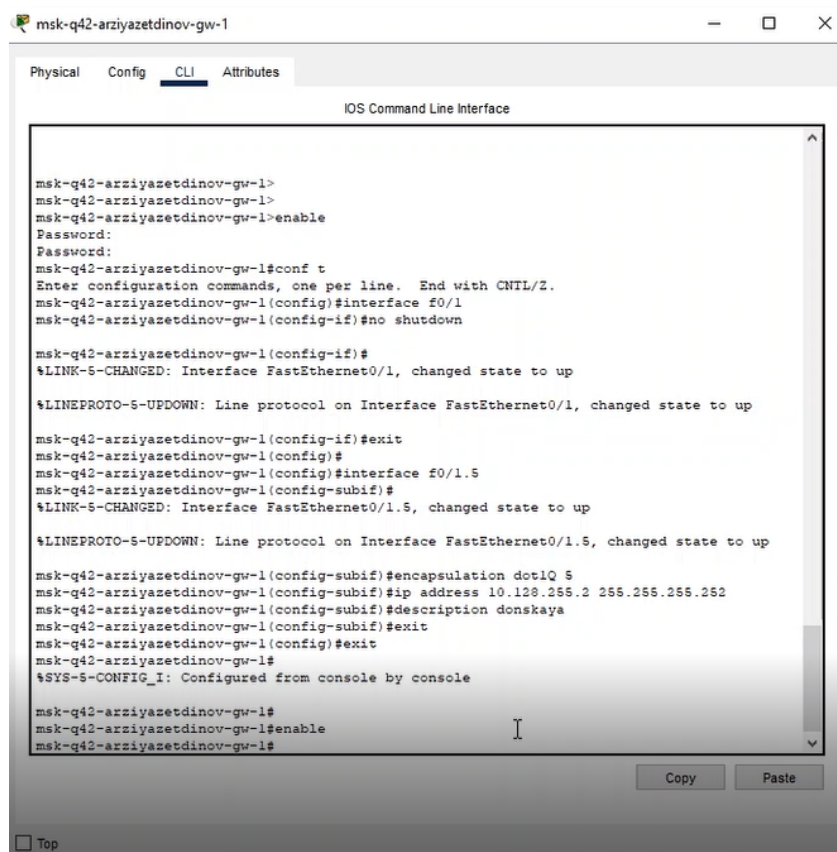 msk-q42-arziyazetdinov-gw-1
Physical Config CLI Attributes
IOS Command Line Interface
msk-q42-arziyazetdinov-gw-1>
msk-q42-arziyazetdinov-gw-1>
msk-q42-arziyazetdinov-gw-1>enable
Password:
Password:
msk-q42-arziyazetdinov-gw-1#conf t
Enter configuration commands, one per line. End with CNTL/Z.
msk-q42-arziyazetdinov-gw-1(config)#interface f0/1
msk-q42-arziyazetdinov-gw-1(config-if)#no shutdown
msk-q42-arziyazetdinov-gw-1(config-if)#
%LINK-5-CHANGED: Interface FastEthernet0/1, changed state to up
%LINEPROTO-5-UPDOWN: Line protocol on Interface FastEthernet0/1, changed state to up
msk-q42-arziyazetdinov-gw-1(config-if)#exit
msk-q42-arziyazetdinov-gw-1(config)#
msk-q42-arziyazetdinov-gw-1(config)#interface f0/1.5
msk-q42-arziyazetdinov-gw-1(config-subif)#
%LINK-5-CHANGED: Interface FastEthernet0/1.5, changed state to up
%LINEPROTO-5-UPDOWN: Line protocol on Interface FastEthernet0/1.5, changed state to up
msk-q42-arziyazetdinov-gw-1(config-subif)#encapsulation dot1Q 5
msk-q42-arziyazetdinov-gw-1(config-subif)#ip address 10.128.255.2 255.255.255.252
msk-q42-arziyazetdinov-gw-1(config-subif)#description donskaya
msk-q42-arziyazetdinov-gw-1(config-subif)#exit
msk-q42-arziyazetdinov-gw-1(config)#exit
msk-q42-arziyazetdinov-gw-1#
%SYS-5-CONFIG_I: Configured from console by console
msk-q42-arziyazetdinov-gw-1#
msk-q42-arziyazetdinov-gw-1#enable
msk-q42-arziyazetdinov-gw-1#
Copy Paste
Top